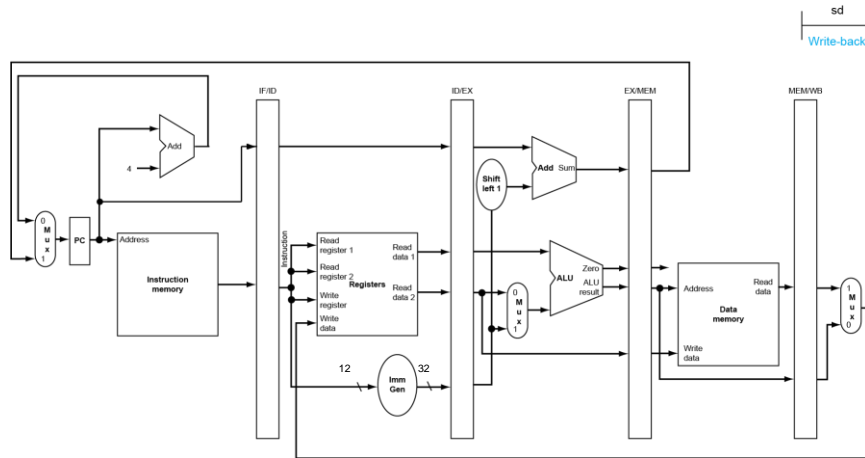 sd
Write-back
IF/ID
ID/EX
EX/MEM
MEM/WB
Add
4
Add
Sum
Shift
left 1
0
M
u
x
1
PC
Address
Instruction
memory
Instruction
Read
register 1
Read
register 2
Write
register
Write
data
Registers
Read
data 1
Read
data 2
0
M
u
x
1
Zero
ALU
ALU
result
Address
Read
data
Data
memory
Write
data
1
M
u
x
0
12
Imm
Gen
32